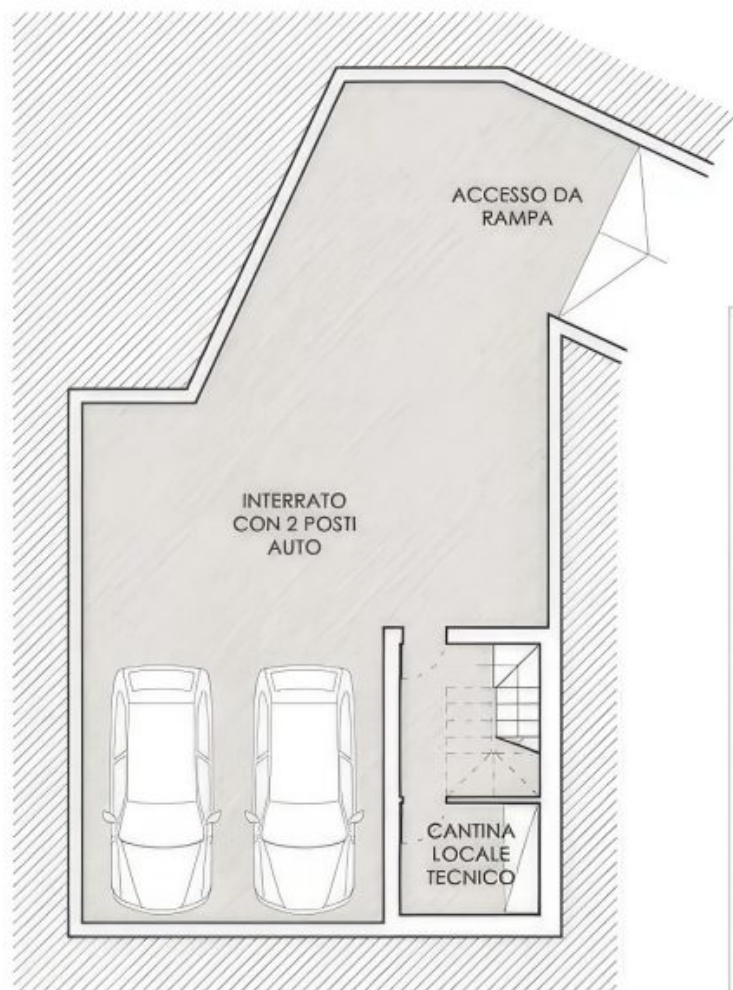 ACCESSO DA
RAMPA
INTERRATO
CON 2 POSTI
AUTO
CANTINA
LOCALE
TECNICO